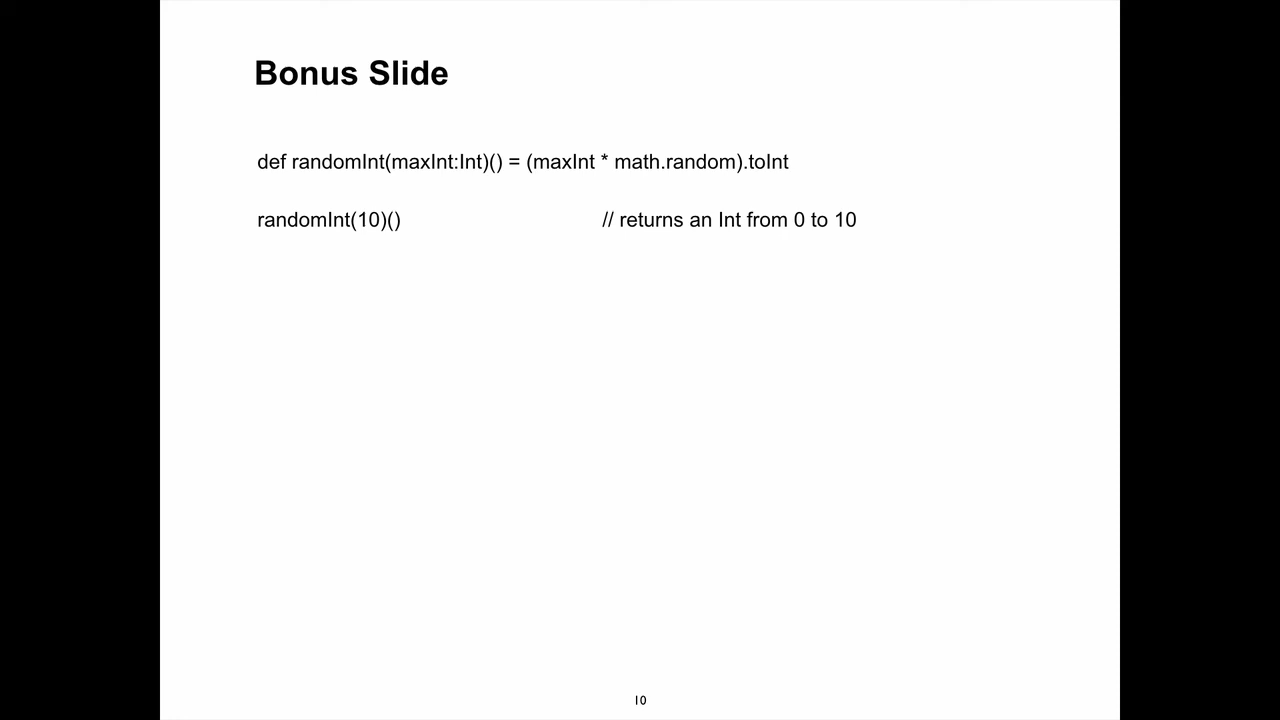 Bonus Slide
def randomInt(maxInt:Int)() = (maxInt * math.random).toInt
randomInt(10)() // returns an Int from 0 to 10
10